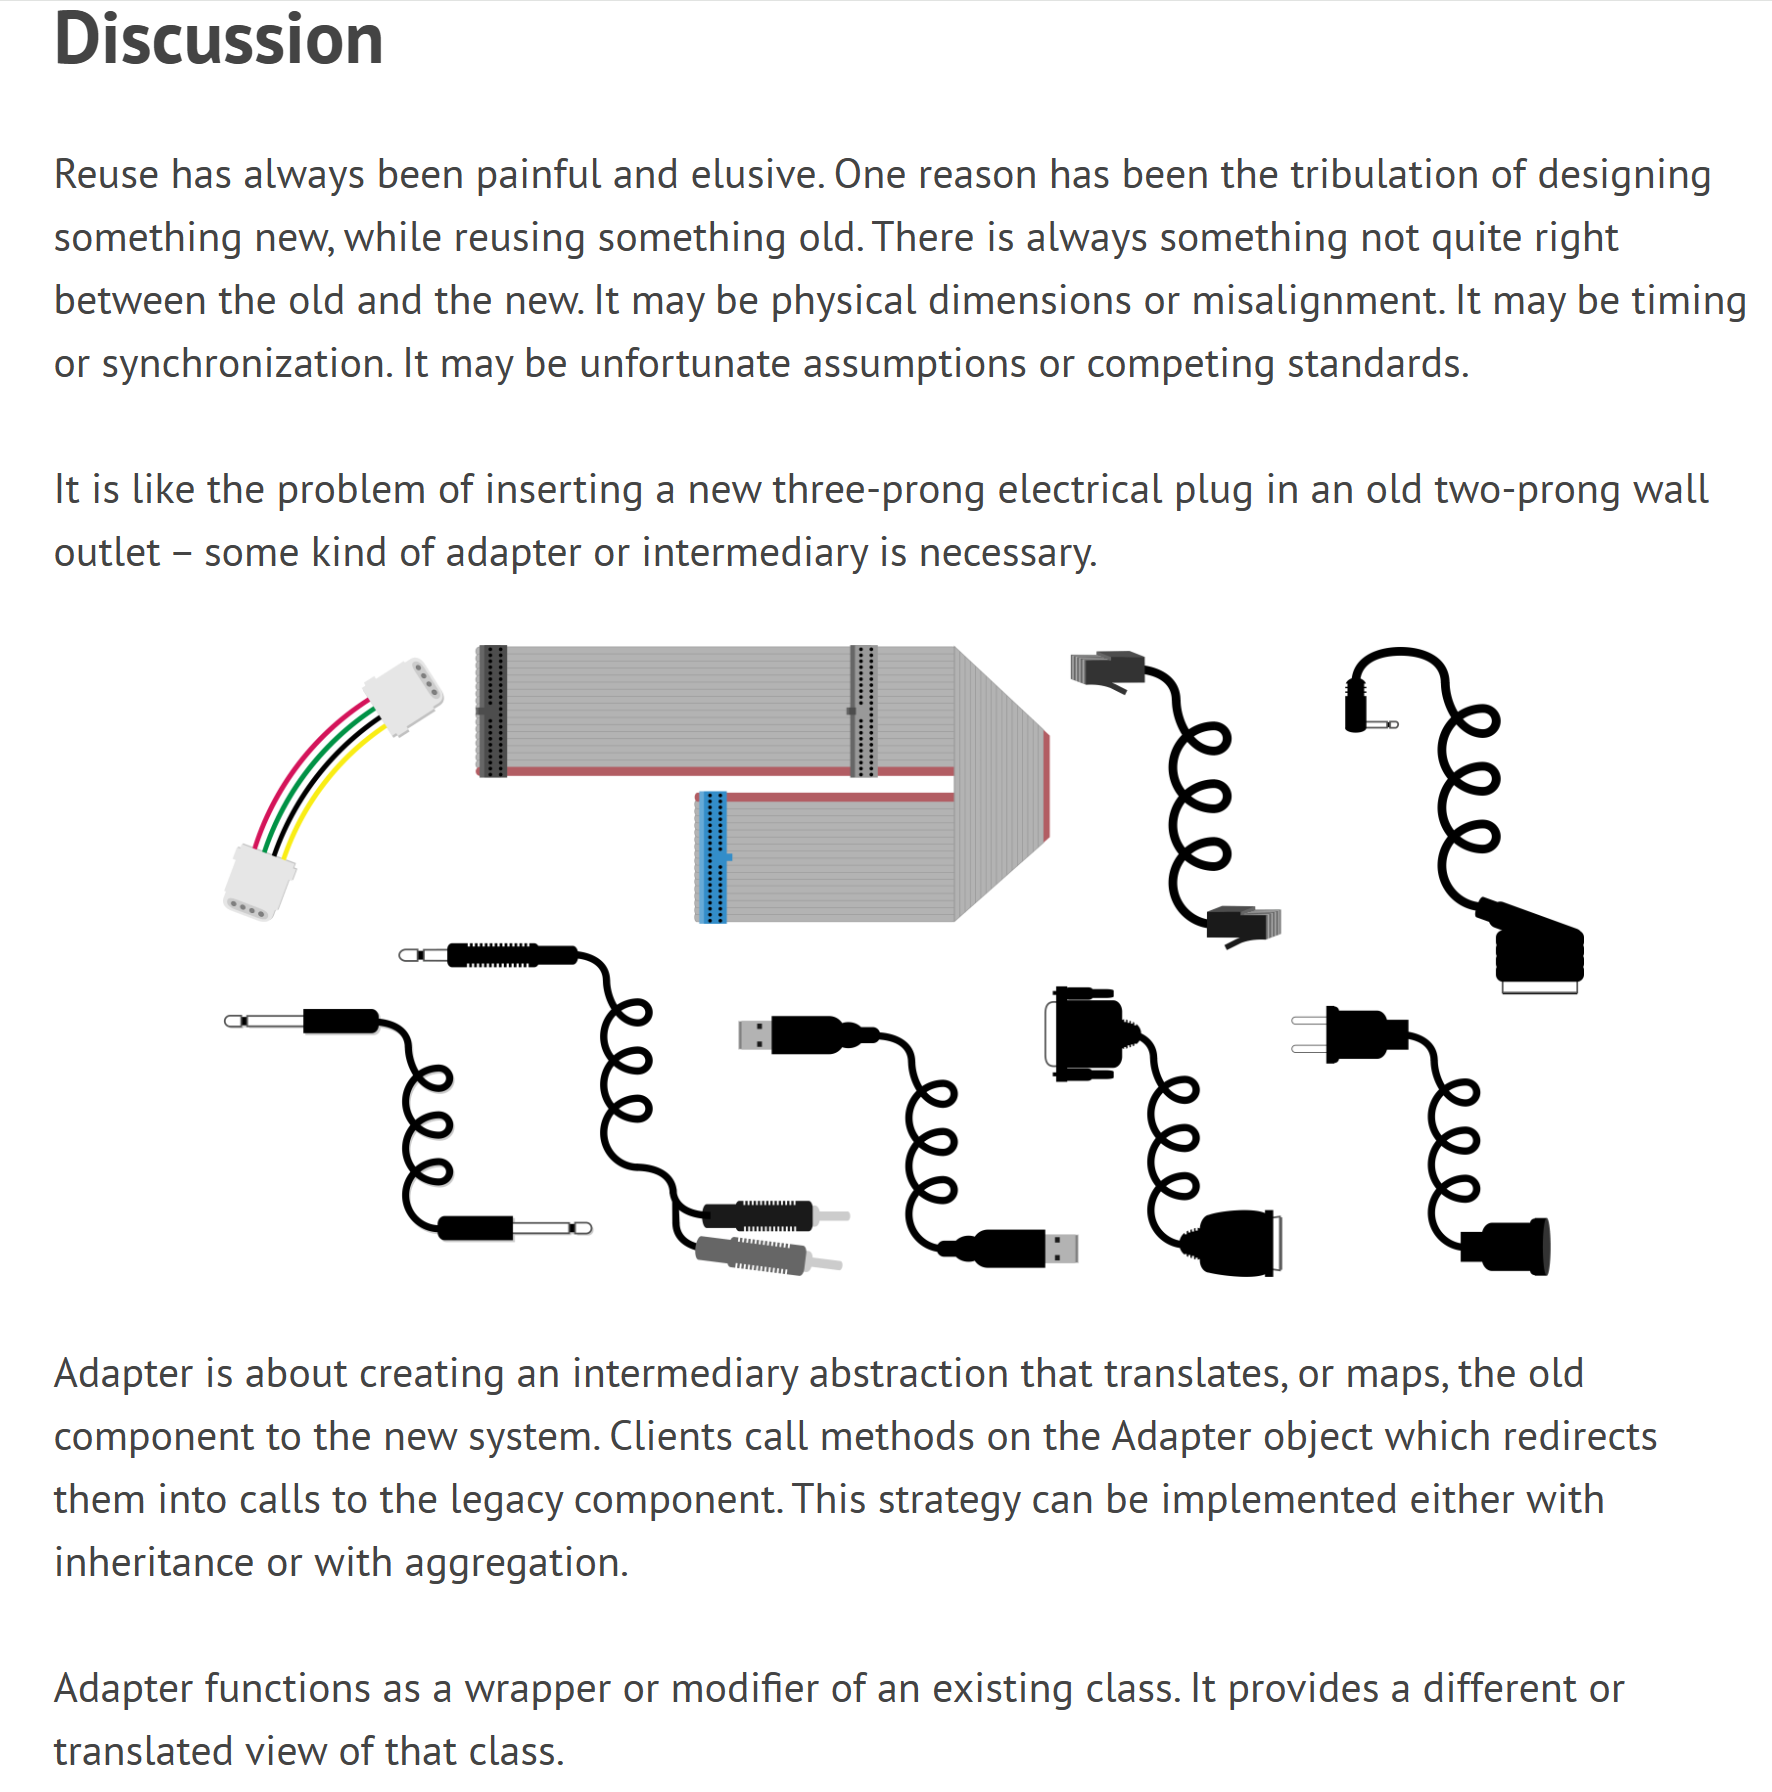 Discussion
Reuse has always been painful and elusive. One reason has been the tribulation of designing
something new, while reusing something old. There is always something not quite right
between the old and the new. It may be physical dimensions or misalignment. It may be timing
or synchronization. It may be unfortunate assumptions or competing standards.
It is like the problem of inserting a new three-prong electrical plug in an old two-prong wall
outlet – some kind of adapter or intermediary is necessary.
Adapter is about creating an intermediary abstraction that translates, or maps, the old
component to the new system. Clients call methods on the Adapter object which redirects
them into calls to the legacy component. This strategy can be implemented either with
inheritance or with aggregation.
Adapter functions as a wrapper or modifier of an existing class. It provides a different or
translated view of that class.